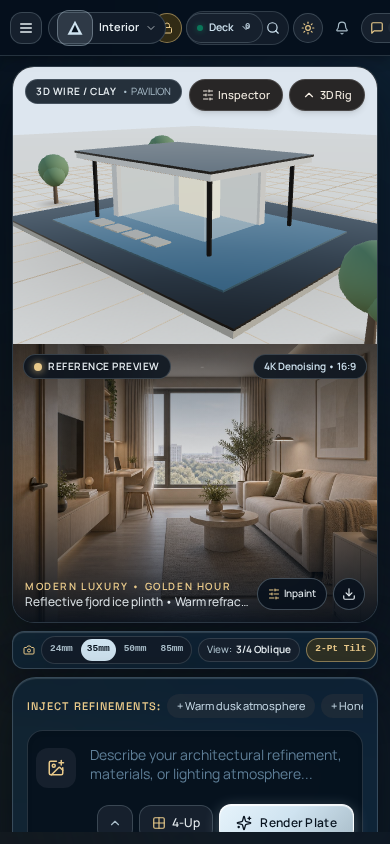 Interior
Deck
3D WIRE / CLAY • PAVILION
Inspector
3D Rig
REFERENCE PREVIEW
4K Denoising • 16:9
MODERN LUXURY • GOLDEN HOUR
Reflective fjord ice plinth • Warm refrac...
Inpaint
24mm 35mm 50mm 85mm
View: 3/4 Oblique
2-Pt Tilt
INJECT REFINEMENTS:
+ Warm dusk atmosphere
+ Hone
Describe your architectural refinement,
materials, or lighting atmosphere...
4-Up
Render Plate